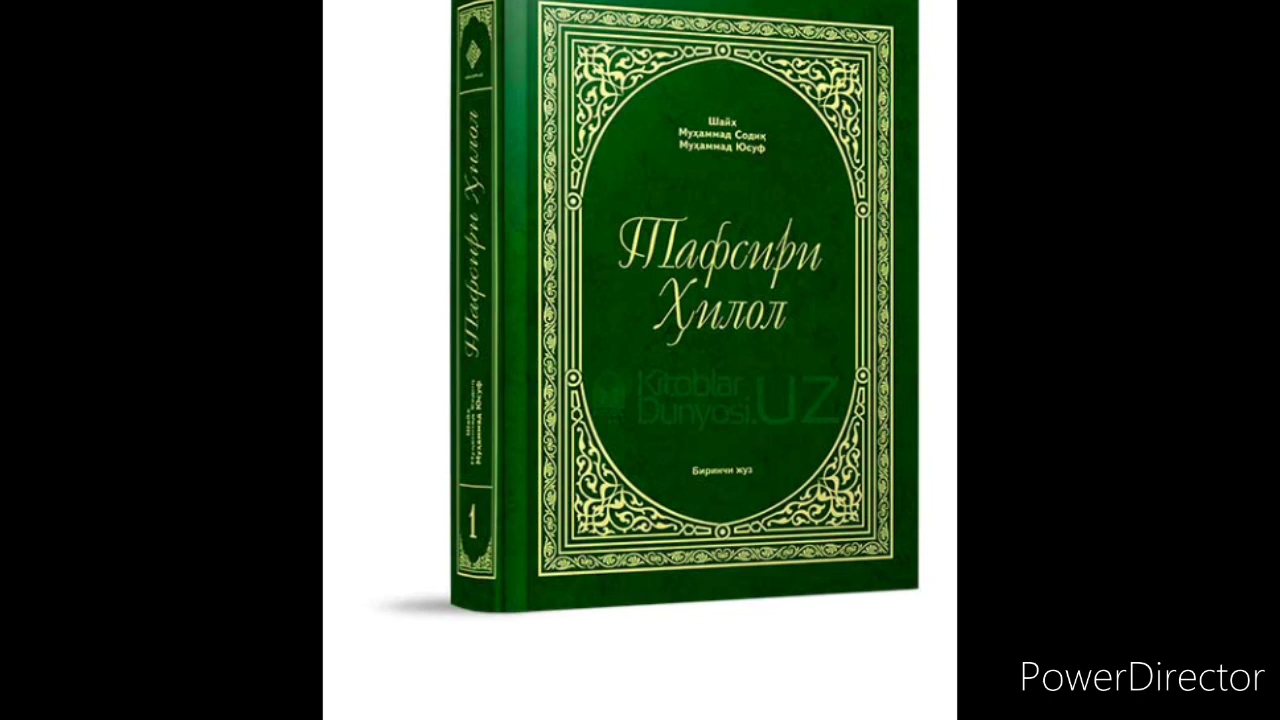 Шайх
Муҳаммад Содиқ
Муҳаммад Юсуф
Тафсири
Ҳилол
Kitoblar
Dunyosi.UZ
Биринчи жуз
Тафсири Ҳилол
Шайх
Муҳаммад Содиқ
Муҳаммад Юсуф
1
PowerDirector